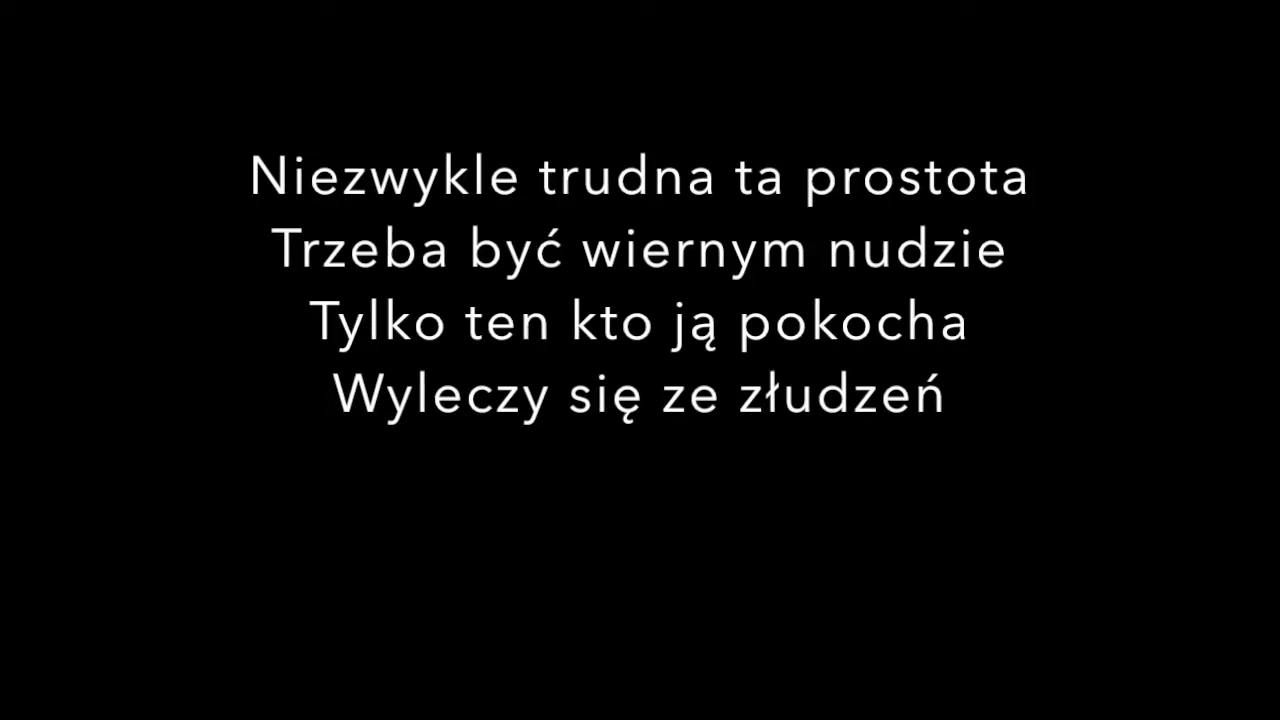 Niezwykle trudna ta prostota
Trzeba być wiernym nudzie
Tylko ten kto ją pokocha
Wyleczy się ze złudzeń